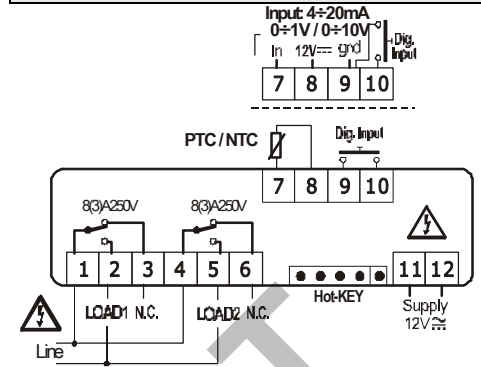 Input: 4÷20mA
0÷1V / 0÷10V
In 12V⎓ gnd
Dig. Input
7 8 9 10
PTC / NTC
Dig. Input
7 8 9 10
8(3)A250V 8(3)A250V
1 2 3 4 5 6
11 12
LOAD1 N.C. LOAD2 N.C.
Hot-KEY
Supply
12V
Line